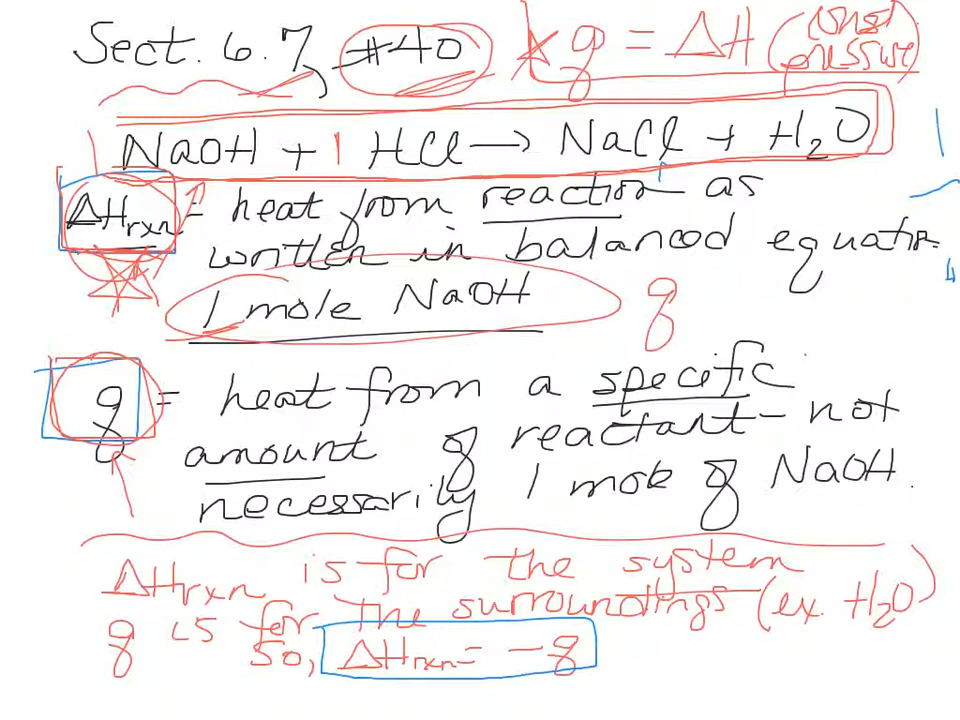 Sect. 6.7, #40 * q = ΔH (const pressure)
NaOH + 1 HCl → NaCl + H2O
ΔHrxn = heat from reaction as
written in balanced equation
1 mole NaOH q
q = heat from a specific
amount of reactant - not
necessarily 1 mole of NaOH.
ΔHrxn is for the system
q is for the surroundings (ex. H2O)
So, ΔHrxn = -q